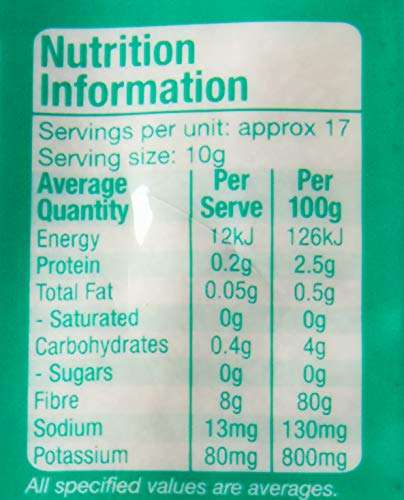 Nutrition
Information
Servings per unit: approx 17
Serving size: 10g
Average Per Per
Quantity Serve 100g
Energy 12kJ 126kJ
Protein 0.2g 2.5g
Total Fat 0.05g 0.5g
- Saturated 0g 0g
Carbohydrates 0.4g 4g
- Sugars 0g 0g
Fibre 8g 80g
Sodium 13mg 130mg
Potassium 80mg 800mg
All specified values are averages.